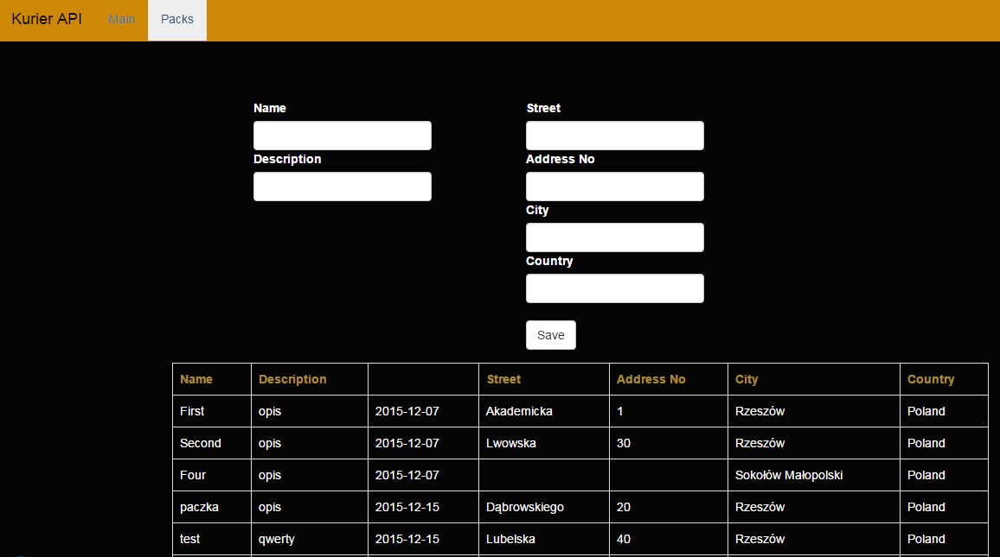 Kurier API Main Packs
Name Street
Description Address No
City
Country
Save
Name Description Street Address No City Country
First opis 2015-12-07 Akademicka 1 Rzeszów Poland
Second opis 2015-12-07 Lwowska 30 Rzeszów Poland
Four opis 2015-12-07 Sokołów Małopolski Poland
paczka opis 2015-12-15 Dąbrowskiego 20 Rzeszów Poland
test qwerty 2015-12-15 Lubelska 40 Rzeszów Poland